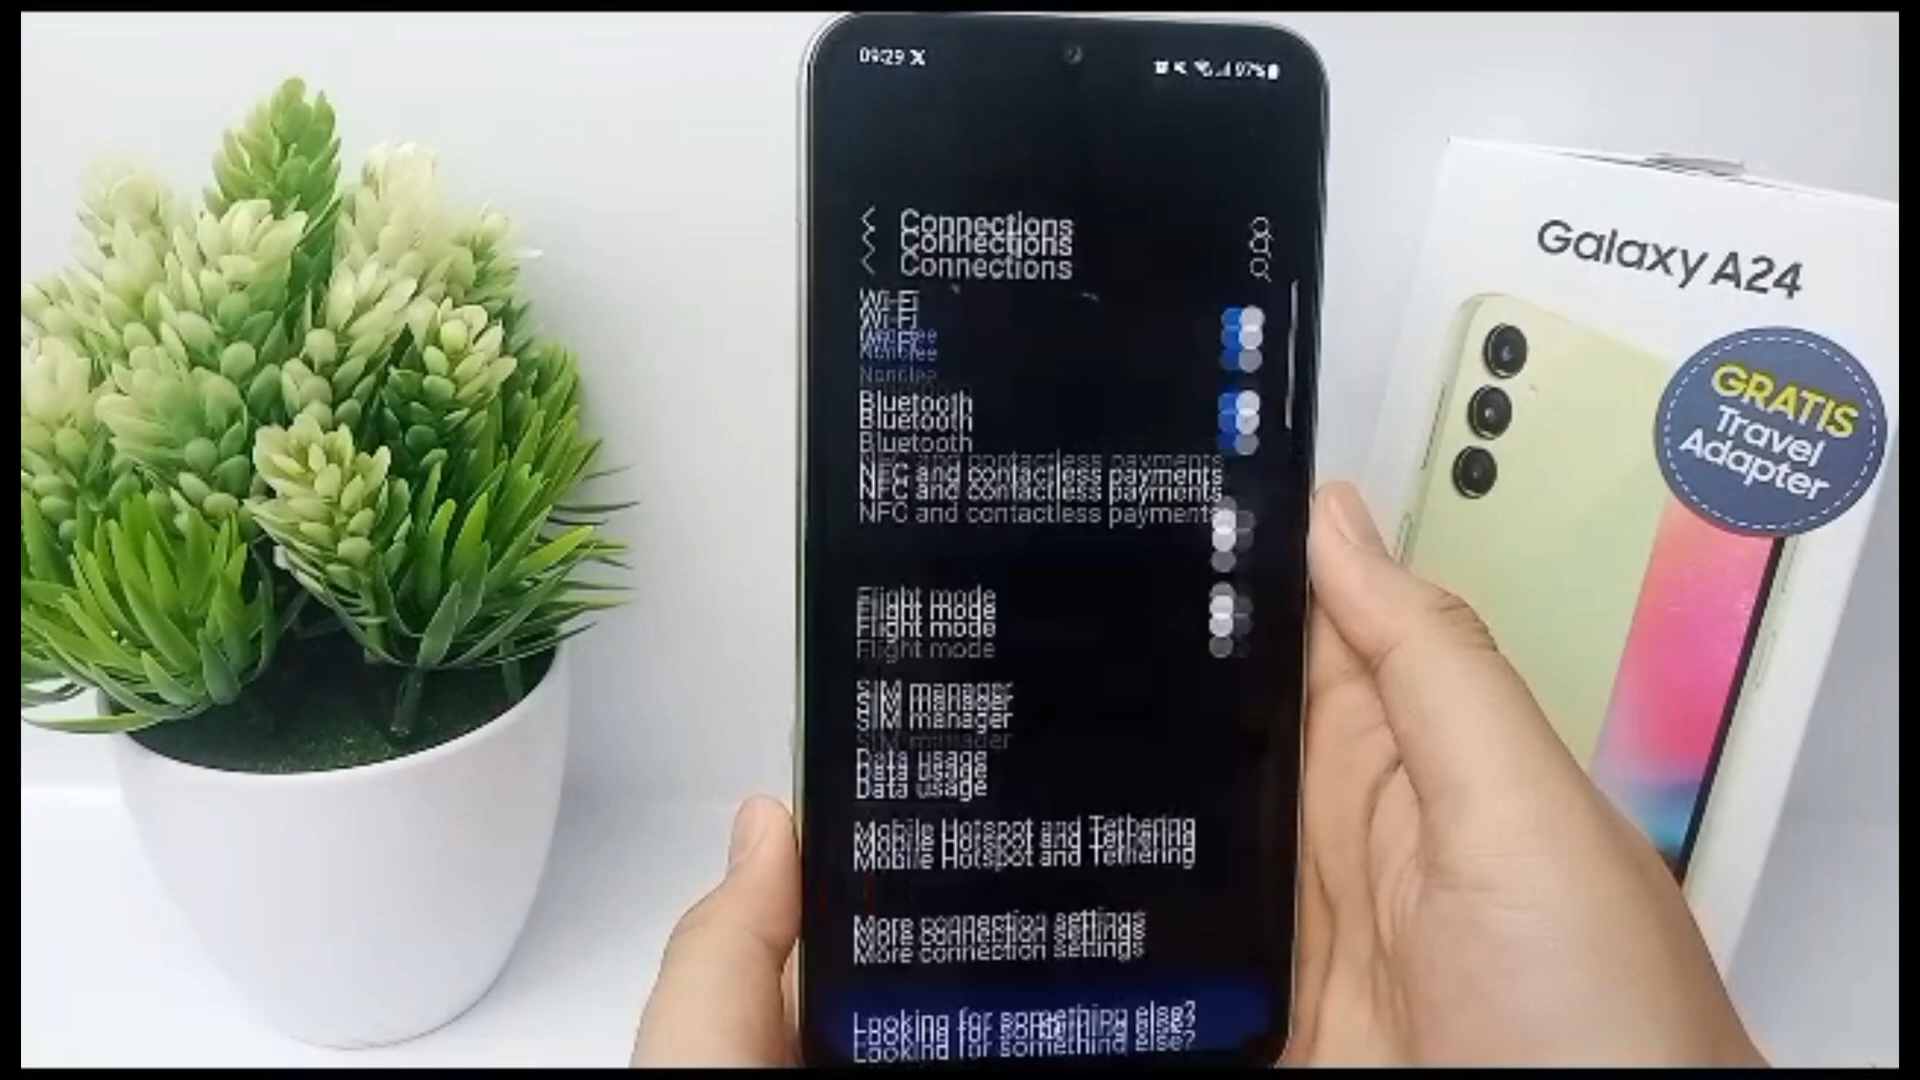 09:29
97%
Connections
Wi-Fi
Bluetooth
NFC and contactless payments
Flight mode
SIM manager
Data usage
Mobile Hotspot and Tethering
More connection settings
Looking for something else?
Galaxy A24
GRATIS
Travel
Adapter